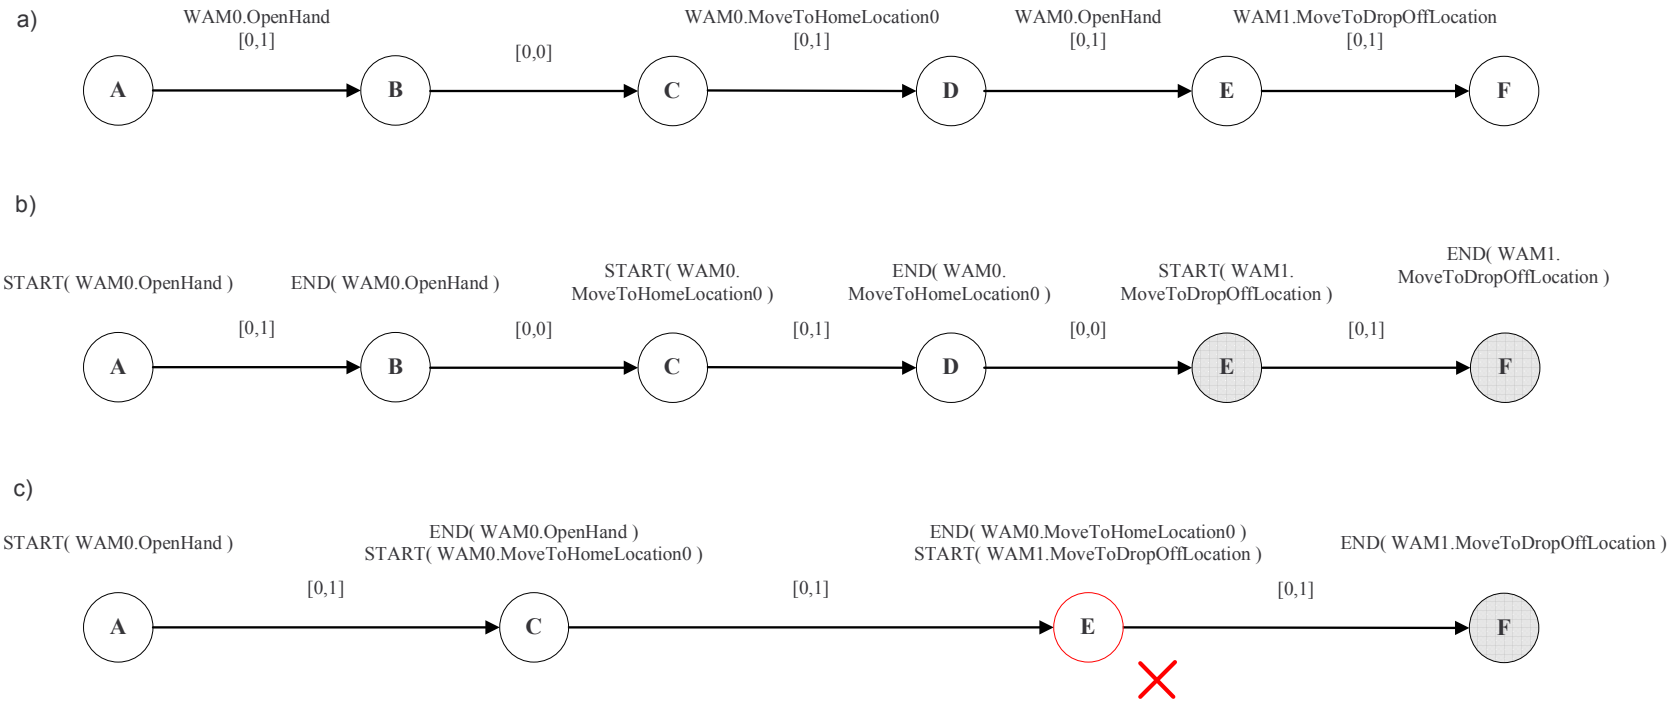 a)
WAM0.OpenHand
[0,1]
[0,0]
WAM0.MoveToHomeLocation0
[0,1]
WAM0.OpenHand
[0,1]
WAM1.MoveToDropOffLocation
[0,1]
A
B
C
D
E
F
b)
START( WAM0.OpenHand )
END( WAM0.OpenHand )
START( WAM0.
MoveToHomeLocation0 )
END( WAM0.
MoveToHomeLocation0 )
START( WAM1.
MoveToDropOffLocation )
END( WAM1.
MoveToDropOffLocation )
[0,1]
[0,0]
[0,1]
[0,0]
[0,1]
A
B
C
D
E
F
c)
START( WAM0.OpenHand )
END( WAM0.OpenHand )
START( WAM0.MoveToHomeLocation0 )
END( WAM0.MoveToHomeLocation0 )
START( WAM1.MoveToDropOffLocation )
END( WAM1.MoveToDropOffLocation )
[0,1]
[0,1]
[0,1]
A
C
E
F